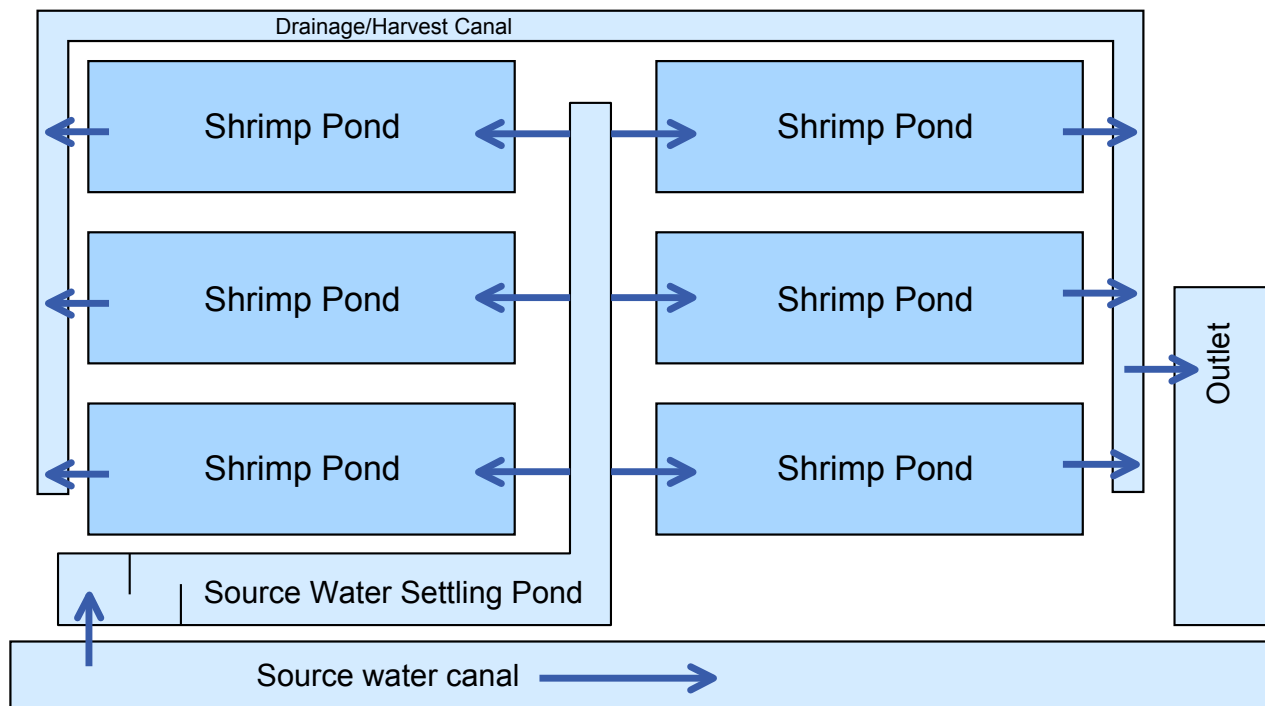 Drainage/Harvest Canal
Shrimp Pond
Shrimp Pond
Shrimp Pond
Shrimp Pond
Outlet
Shrimp Pond
Shrimp Pond
Source Water Settling Pond
Source water canal